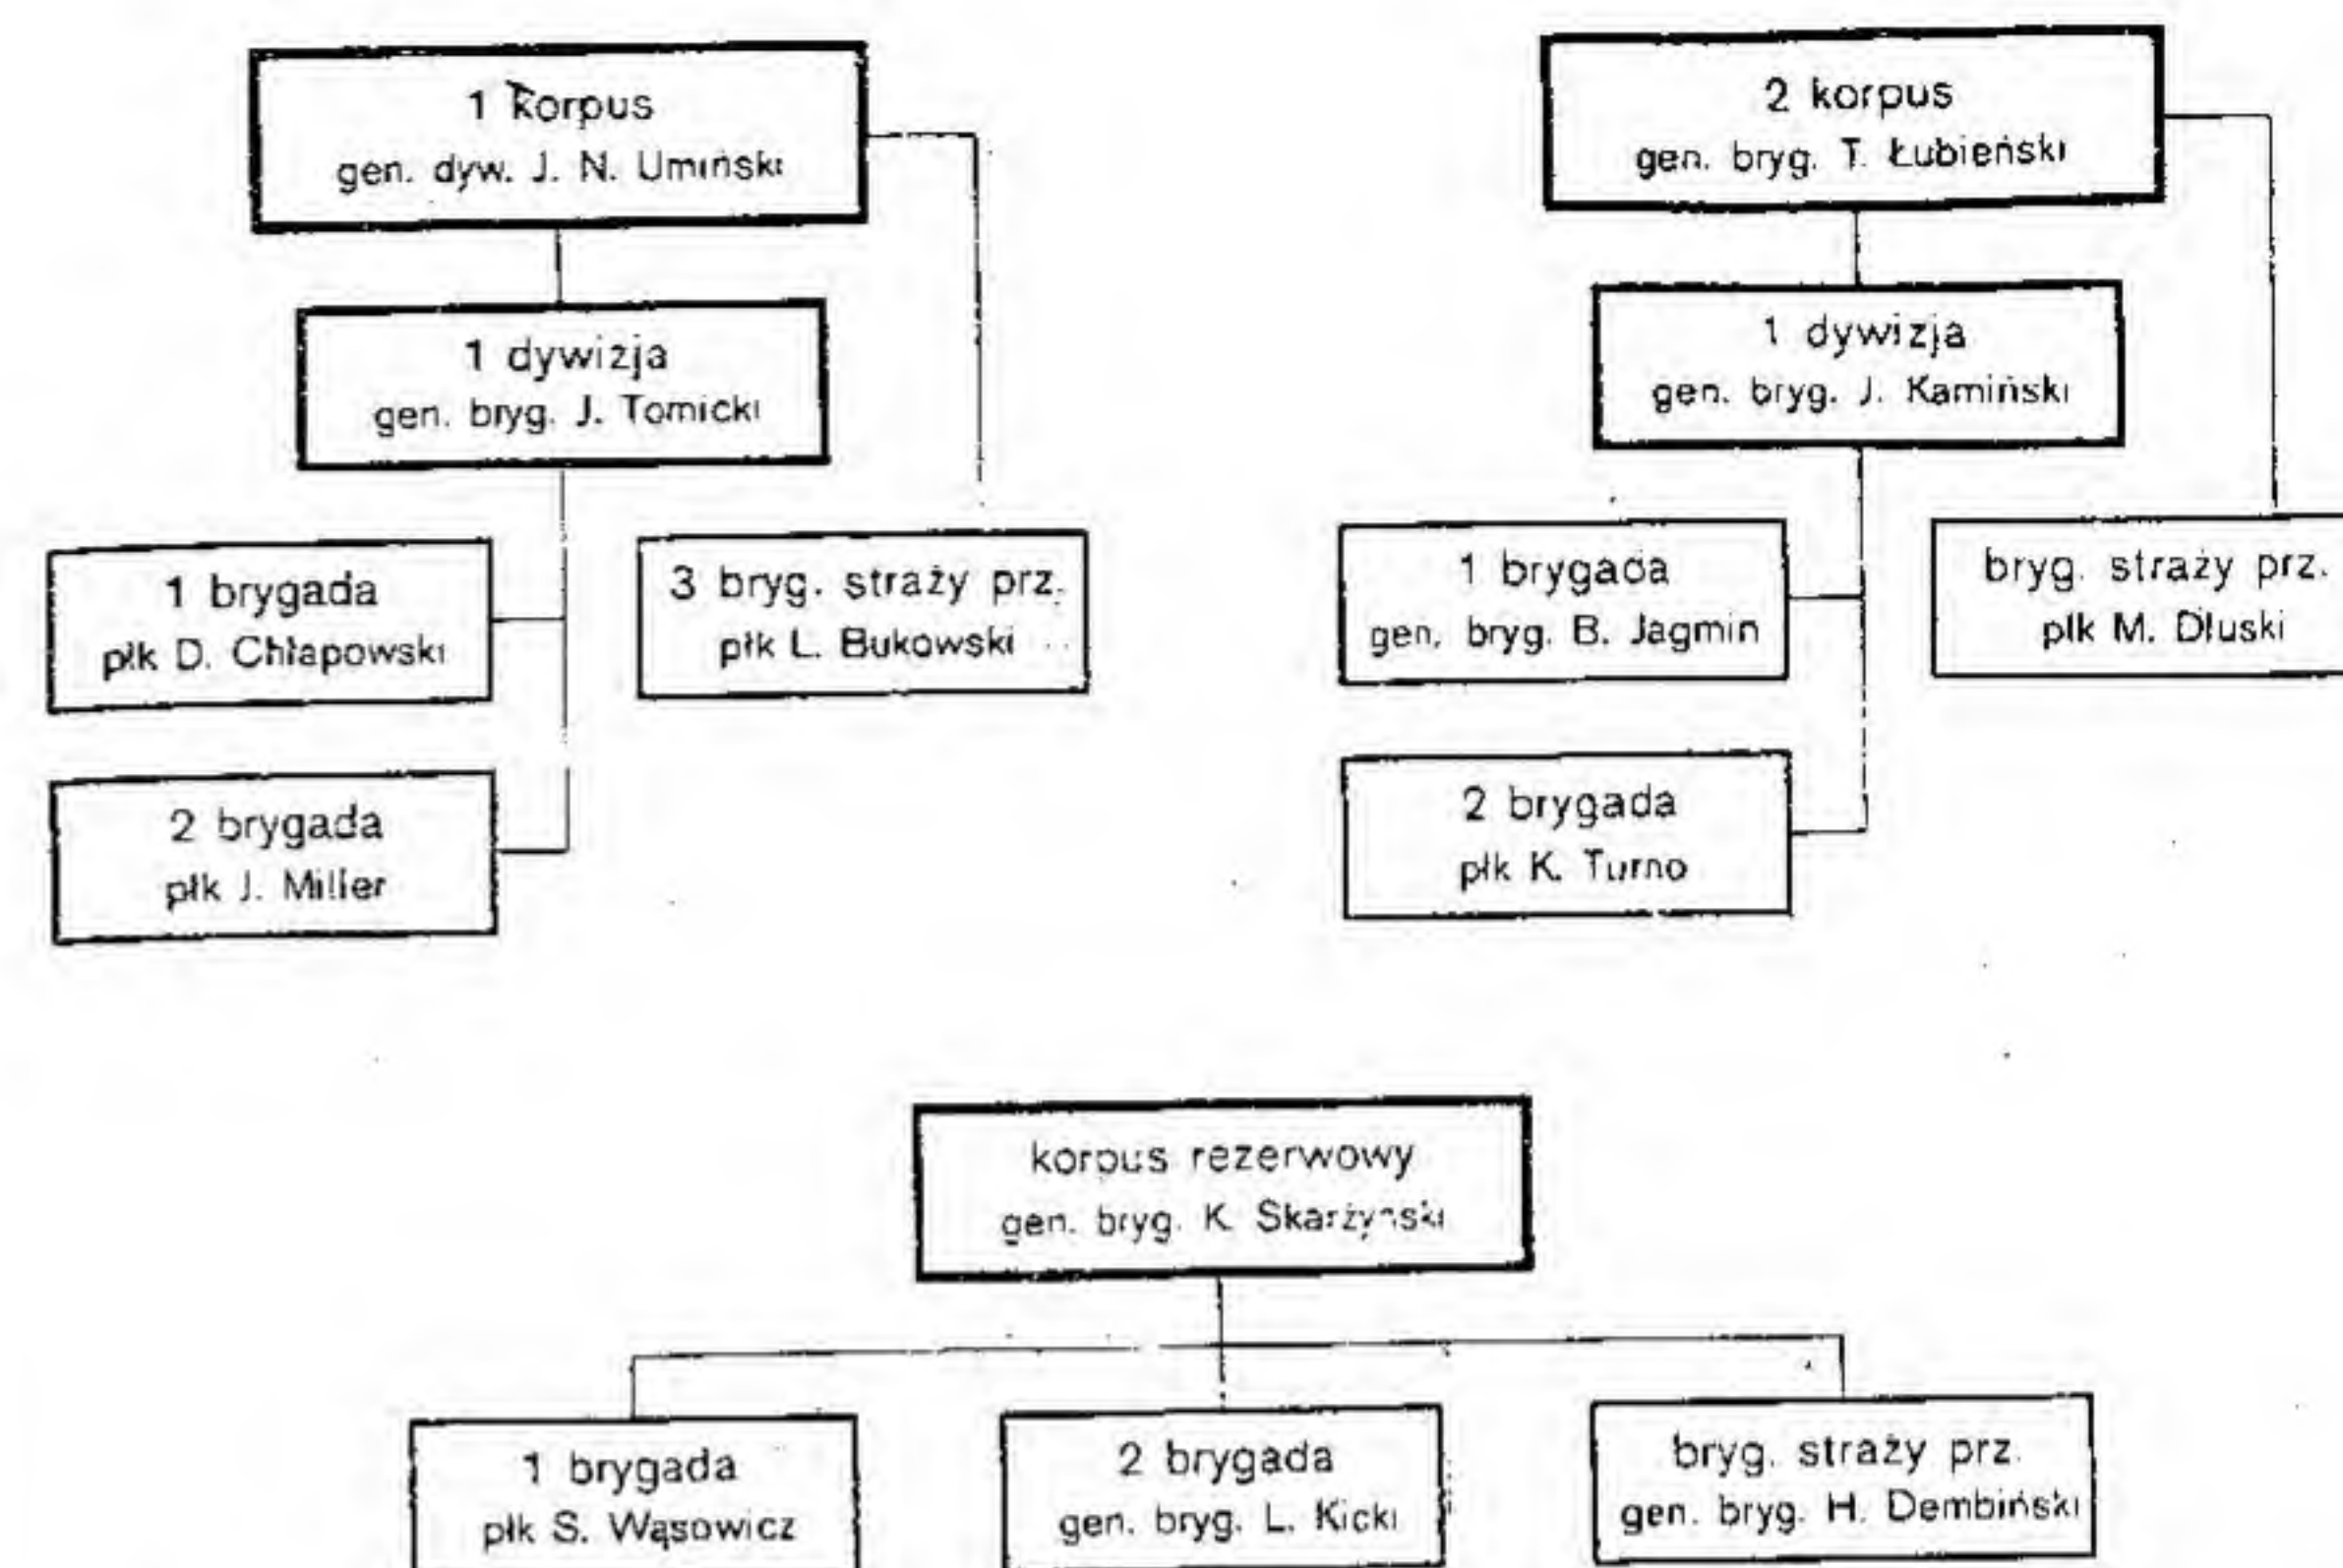 1 korpus
gen. dyw. J. N. Umiński
1 dywizja
gen. bryg. J. Tomicki
1 brygada
płk D. Chłapowski
3 bryg. straży prz.
płk L. Bukowski
2 brygada
płk J. Miller
2 korpus
gen. bryg. T. Łubieński
1 dywizja
gen. bryg. J. Kamiński
1 brygada
gen. bryg. B. Jagmin
bryg. straży prz.
płk M. Dłuski
2 brygada
płk K. Turno
korpus rezerwowy
gen. bryg. K. Skarżyński
1 brygada
płk S. Wąsowicz
2 brygada
gen. bryg. L. Kicki
bryg. straży prz.
gen. bryg. H. Dembiński